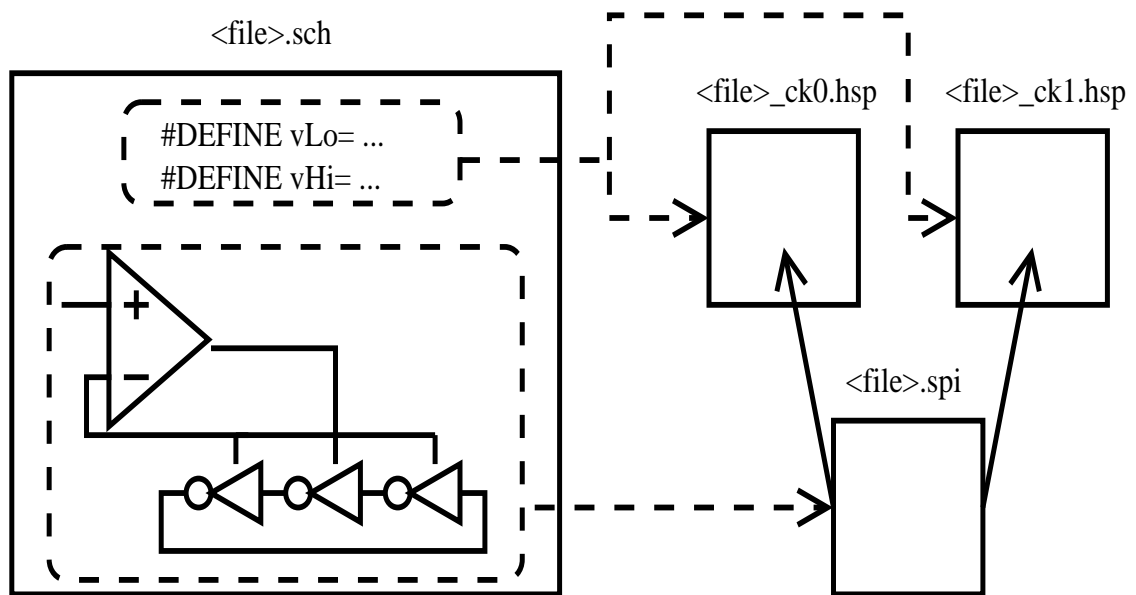 <file>.sch
#DEFINE vLo= ...
#DEFINE vHi= ...
<file>_ck0.hsp
<file>_ck1.hsp
<file>.spi
+
−